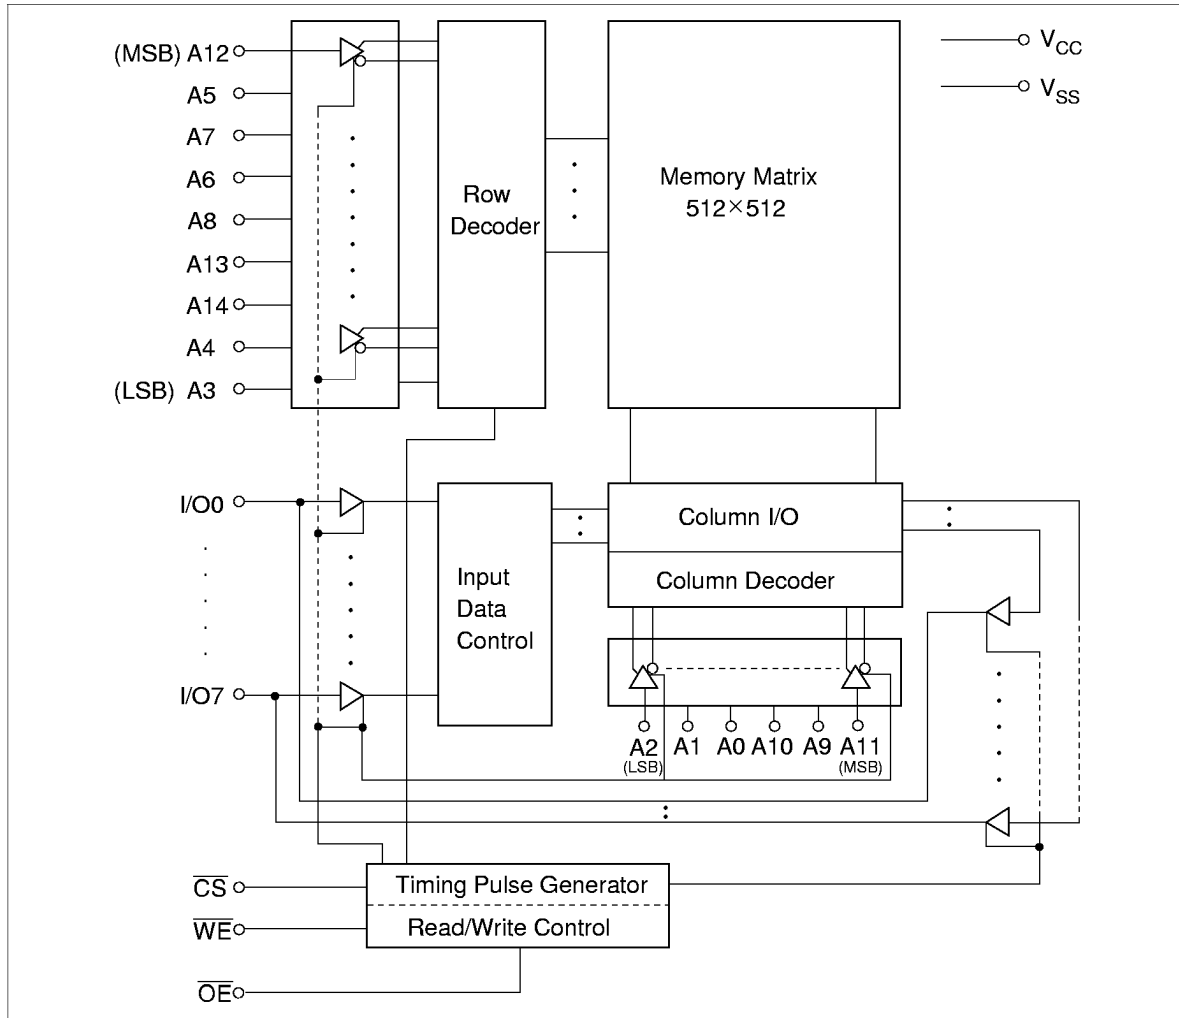 (MSB) A12
A5
A7
A6
A8
A13
A14
A4
(LSB) A3
Row
Decoder
Memory Matrix
512×512
VCC
VSS
I/O0
I/O7
Input
Data
Control
Column I/O
Column Decoder
A2 A1 A0 A10 A9 A11
(LSB) (MSB)
CS
WE
OE
Timing Pulse Generator
Read/Write Control